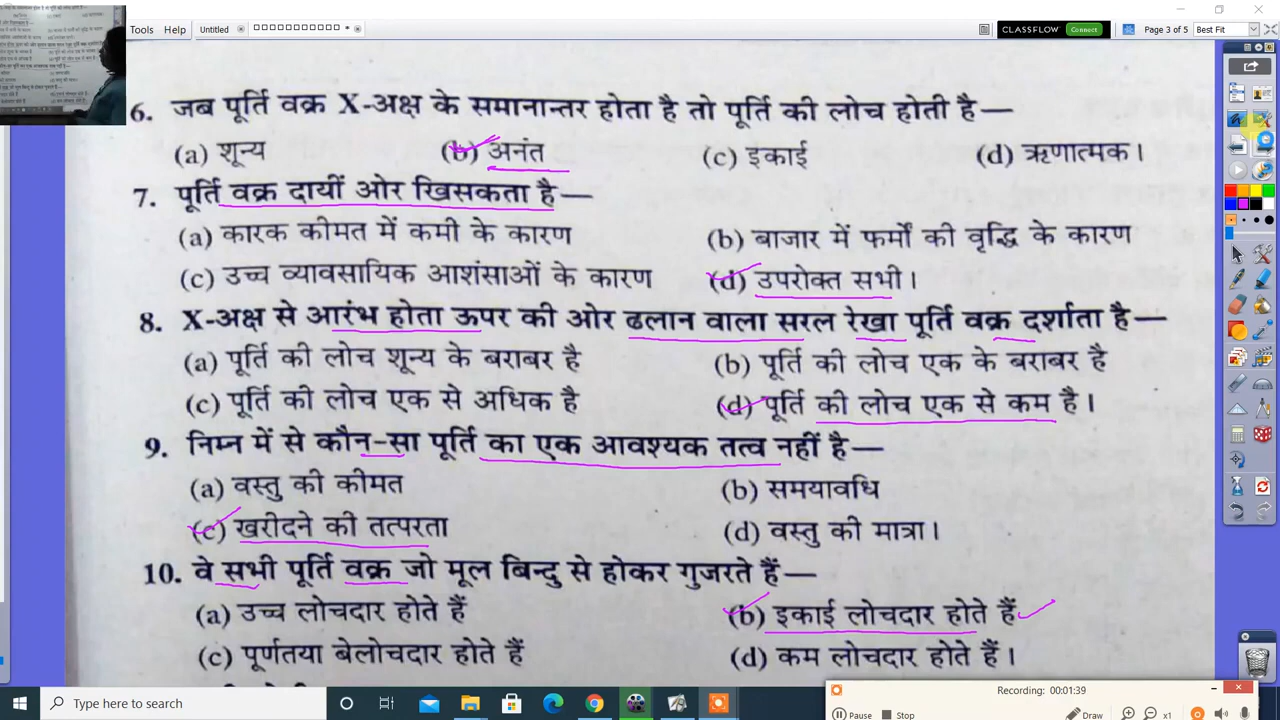 Tools Help Untitled CLASSFLOW Connect Page 3 of 5 Best Fit
6. जब पूर्ति वक्र X-अक्ष के समानान्तर होता है तो पूर्ति की लोच होती है—
(a) शून्य (b) अनंत (c) इकाई (d) ऋणात्मक।
7. पूर्ति वक्र दायीं ओर खिसकता है—
(a) कारक कीमत में कमी के कारण (b) बाजार में फर्मों की वृद्धि के कारण
(c) उच्च व्यावसायिक आशंसाओं के कारण (d) उपरोक्त सभी।
8. X-अक्ष से आरंभ होता ऊपर की ओर ढलान वाला सरल रेखा पूर्ति वक्र दर्शाता है—
(a) पूर्ति की लोच शून्य के बराबर है (b) पूर्ति की लोच एक के बराबर है
(c) पूर्ति की लोच एक से अधिक है (d) पूर्ति की लोच एक से कम है।
9. निम्न में से कौन-सा पूर्ति का एक आवश्यक तत्व नहीं है—
(a) वस्तु की कीमत (b) समयावधि
(c) खरीदने की तत्परता (d) वस्तु की मात्रा।
10. वे सभी पूर्ति वक्र जो मूल बिन्दु से होकर गुजरते हैं—
(a) उच्च लोचदार होते हैं (b) इकाई लोचदार होते हैं
(c) पूर्णतया बेलोचदार होते हैं (d) कम लोचदार होते हैं।
Recording: 00:01:39
Pause Stop Draw x1
Type here to search